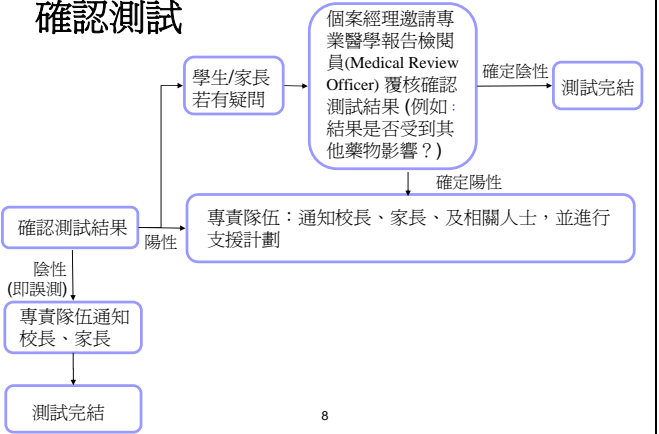 確認測試
學生/家長
若有疑問
個案經理邀請專
業醫學報告檢閱
員(Medical Review
Officer) 覆核確認
測試結果 (例如：
結果是否受到其
他藥物影響？)
確定陰性
測試完結
確定陽性
專責隊伍：通知校長、家長、及相關人士，並進行
支援計劃
確認測試結果
陽性
陰性
(即誤測)
專責隊伍通知
校長、家長
測試完結
8